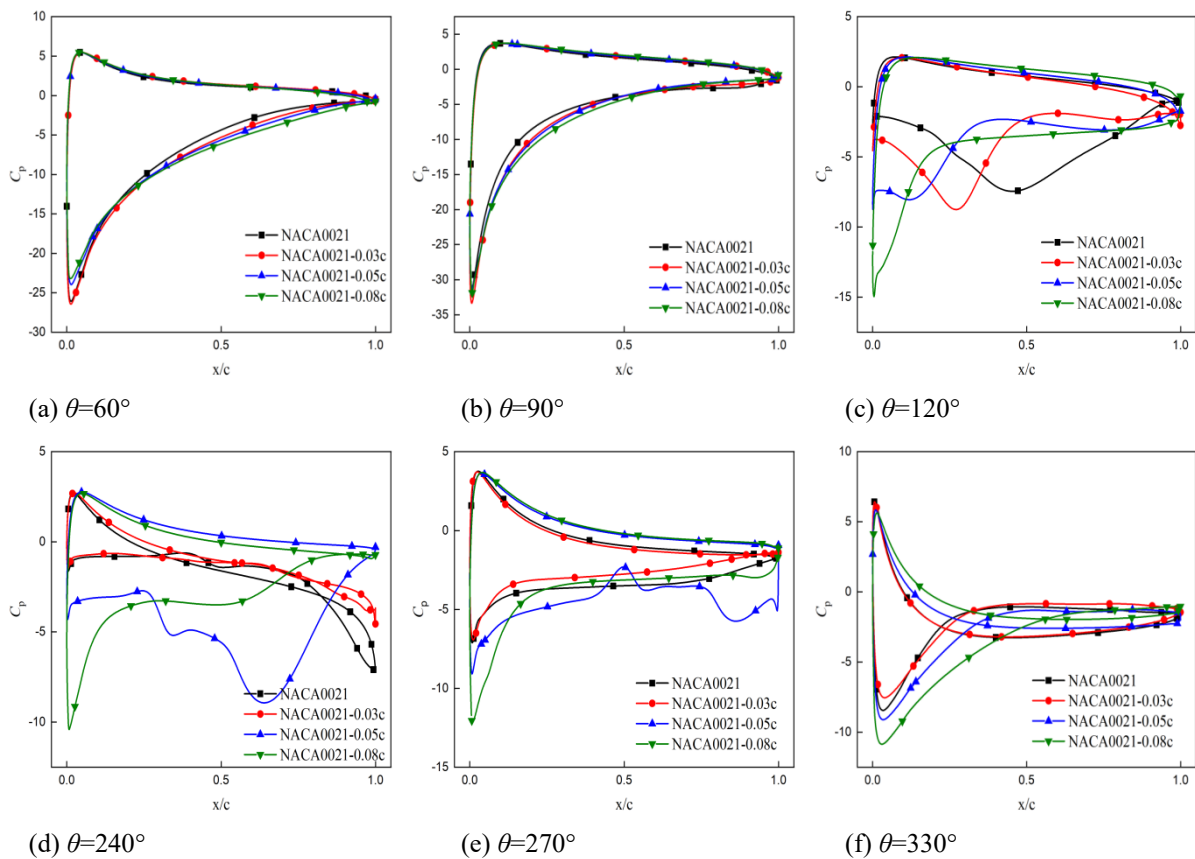 10
5
0
-5
-10
-15
-20
-25
-30
Cp
0.0 0.5 1.0
x/c
NACA0021
NACA0021-0.03c
NACA0021-0.05c
NACA0021-0.08c
(a) θ=60°
5
0
-5
-10
-15
-20
-25
-30
-35
Cp
0.0 0.5 1.0
x/c
NACA0021
NACA0021-0.03c
NACA0021-0.05c
NACA0021-0.08c
(b) θ=90°
5
0
-5
-10
-15
Cp
0.0 0.5 1.0
x/c
NACA0021
NACA0021-0.03c
NACA0021-0.05c
NACA0021-0.08c
(c) θ=120°
5
0
-5
-10
Cp
0.0 0.5 1.0
x/c
NACA0021
NACA0021-0.03c
NACA0021-0.05c
NACA0021-0.08c
(d) θ=240°
5
0
-5
-10
-15
Cp
0.0 0.5 1.0
x/c
NACA0021
NACA0021-0.03c
NACA0021-0.05c
NACA0021-0.08c
(e) θ=270°
10
5
0
-5
-10
Cp
0.0 0.5 1.0
x/c
NACA0021
NACA0021-0.03c
NACA0021-0.05c
NACA0021-0.08c
(f) θ=330°